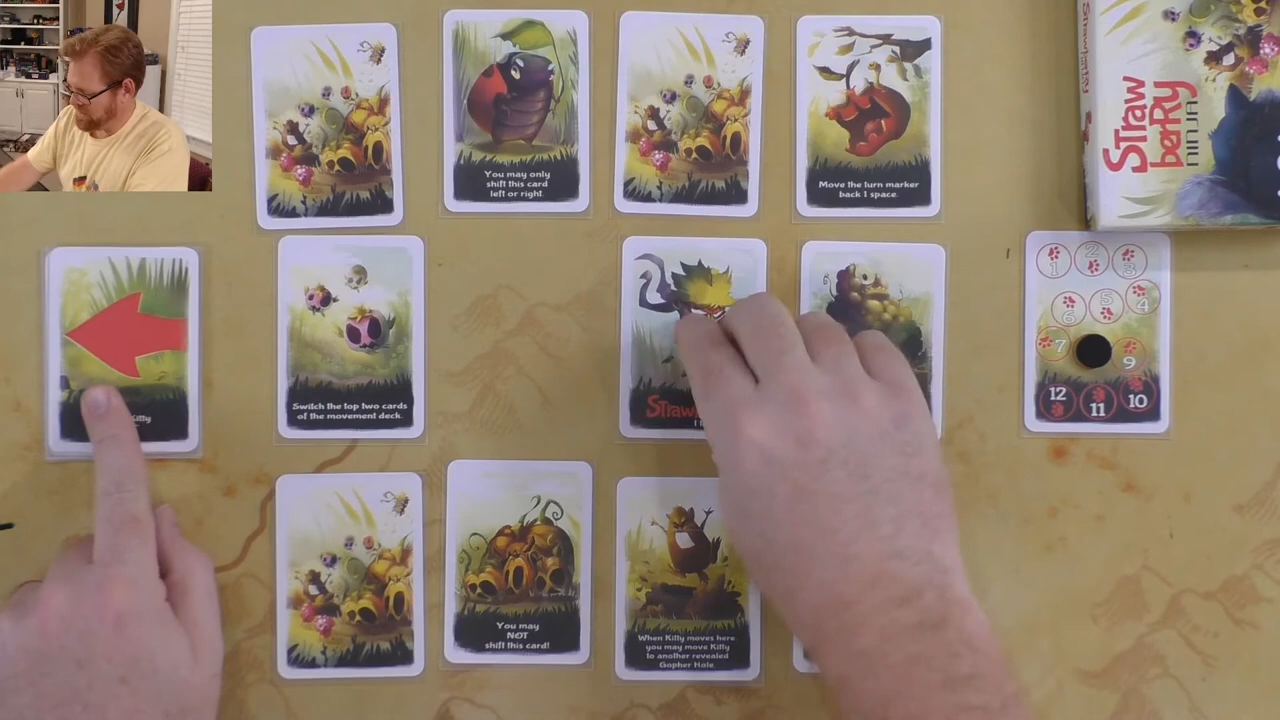 You may only
shift this card
left or right.
Move the turn marker
back 1 space.
Straw
berry
NINJA
Strawberry
Kitty
Switch the top two cards
of the movement deck.
1 2 3
6 5 4
7 9
12 11 10
You may
NOT
shift this card!
When Kitty moves here,
you may move Kitty
to another revealed
Gopher Hole.